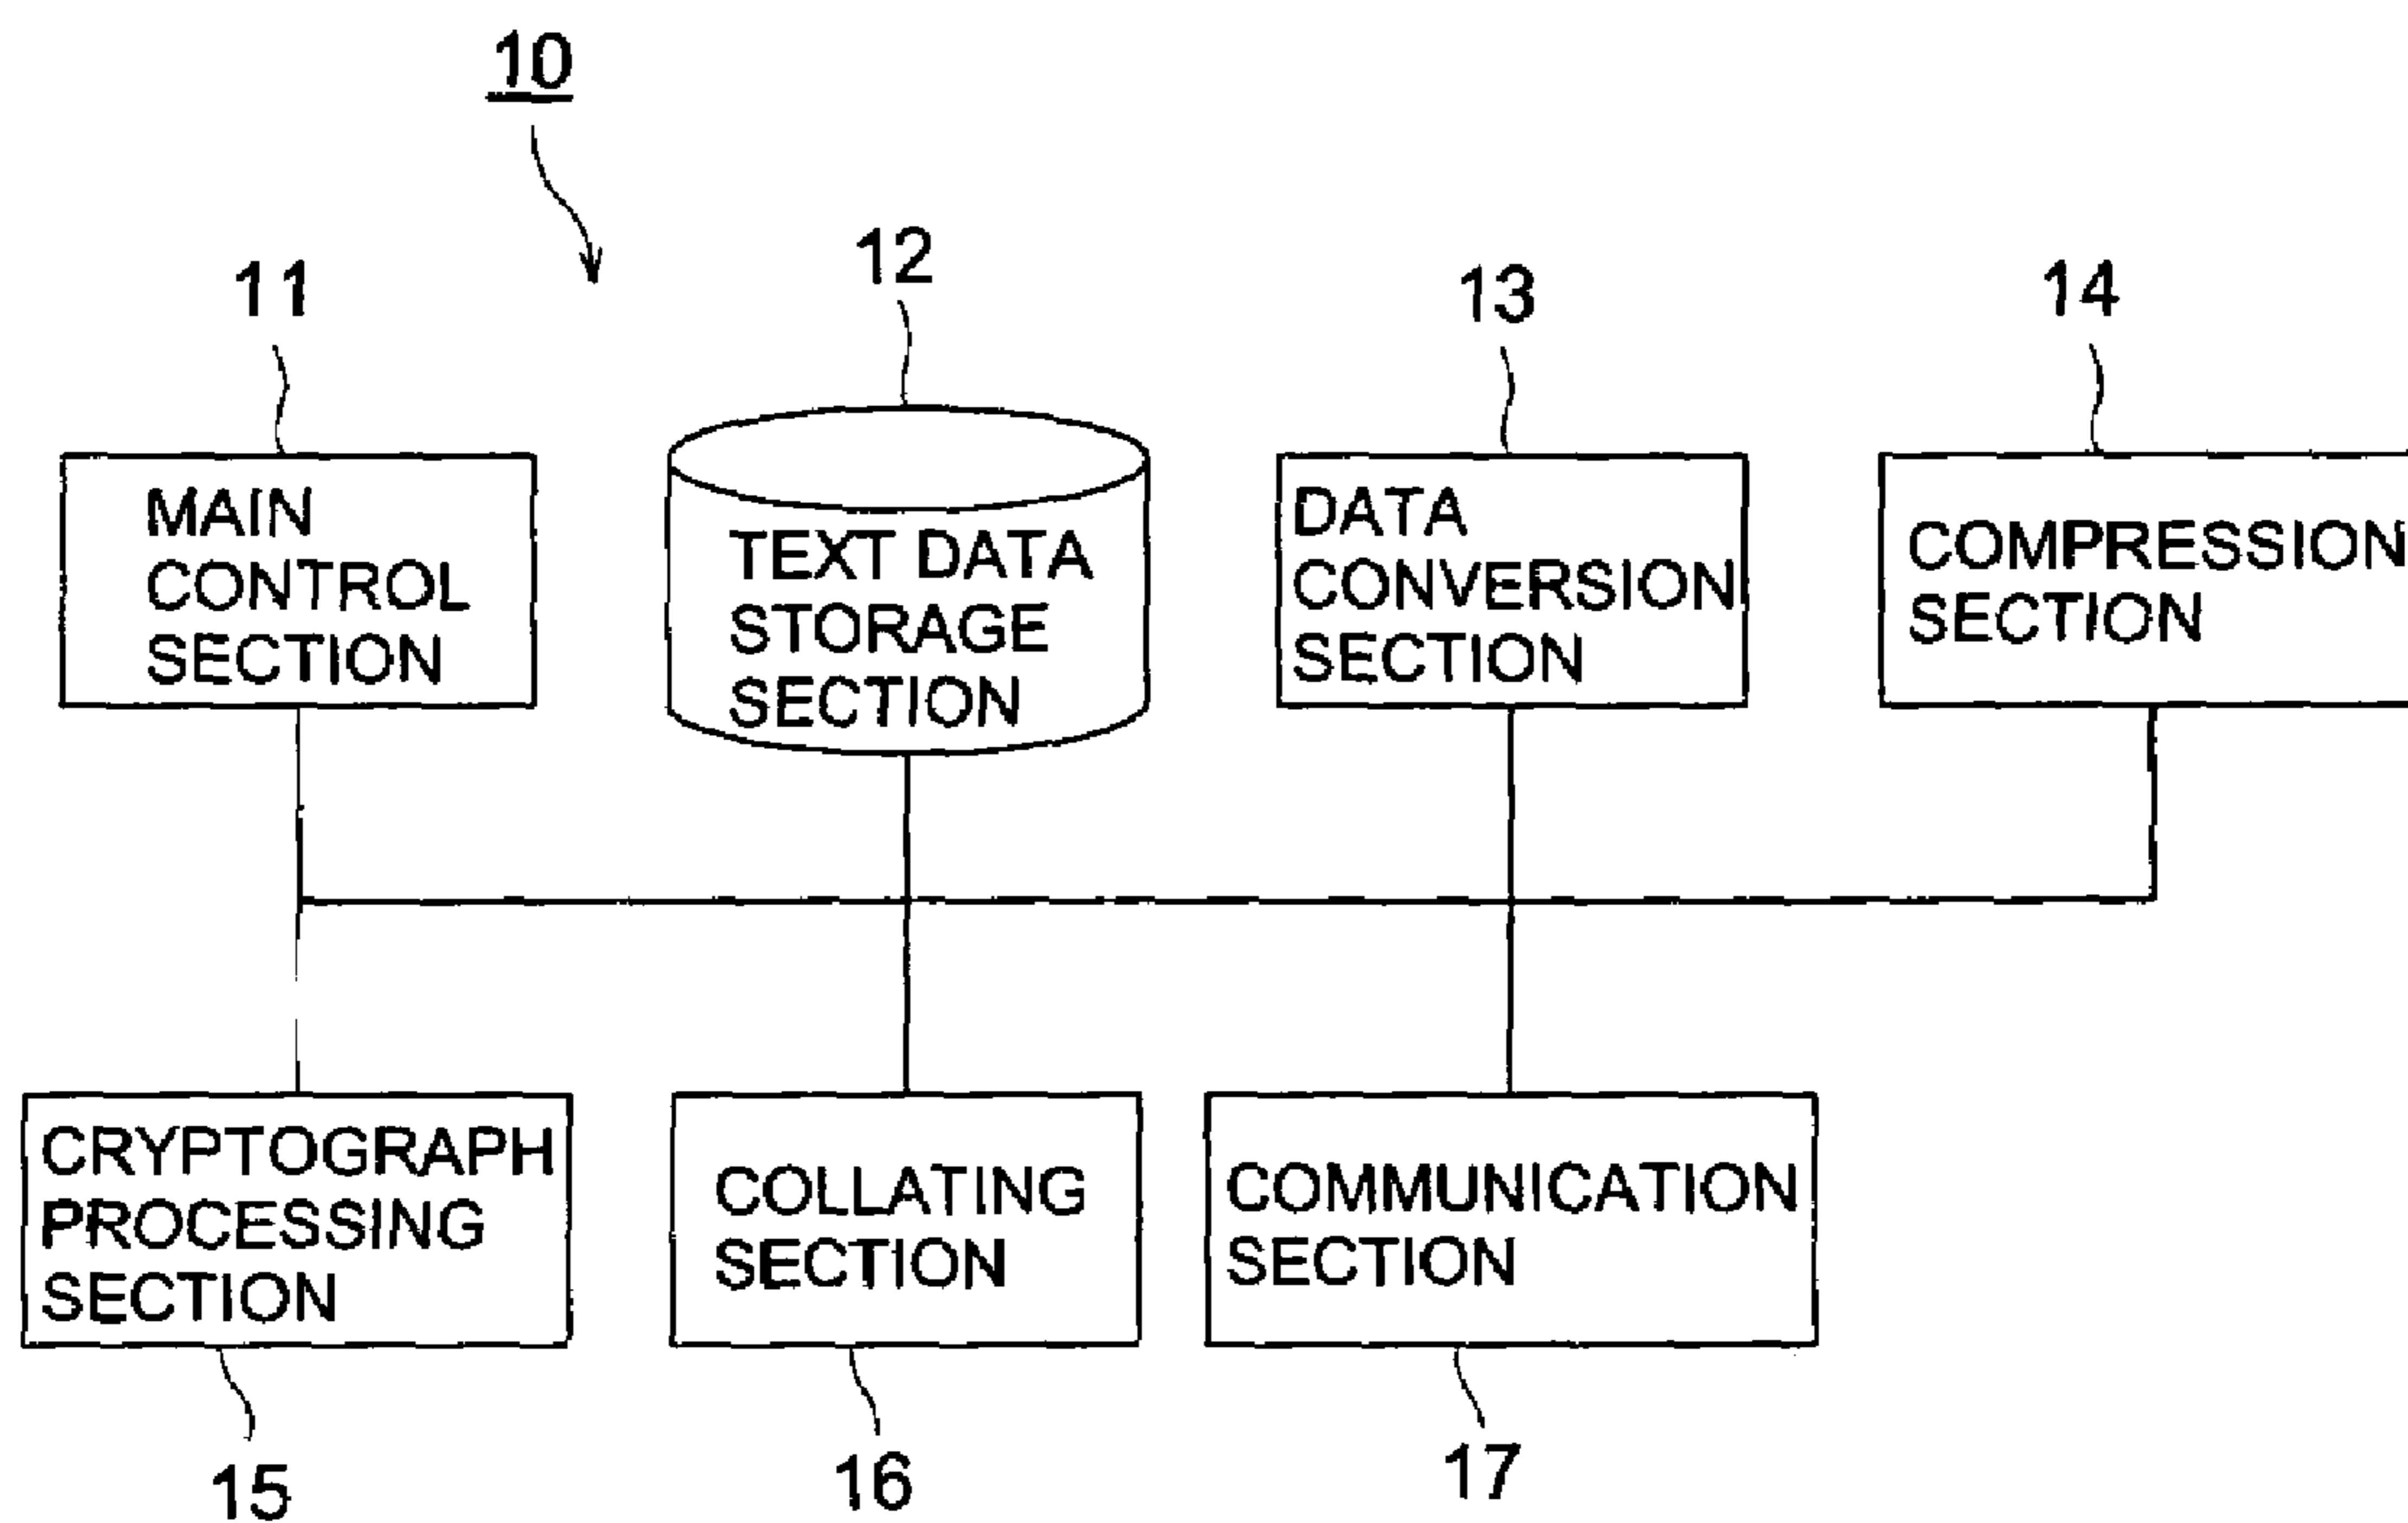 10
11
12
13
14
MAIN
CONTROL
SECTION
TEXT DATA
STORAGE
SECTION
DATA
CONVERSION
SECTION
COMPRESSION
SECTION
CRYPTOGRAPH
PROCESSING
SECTION
COLLATING
SECTION
COMMUNICATION
SECTION
15
16
17